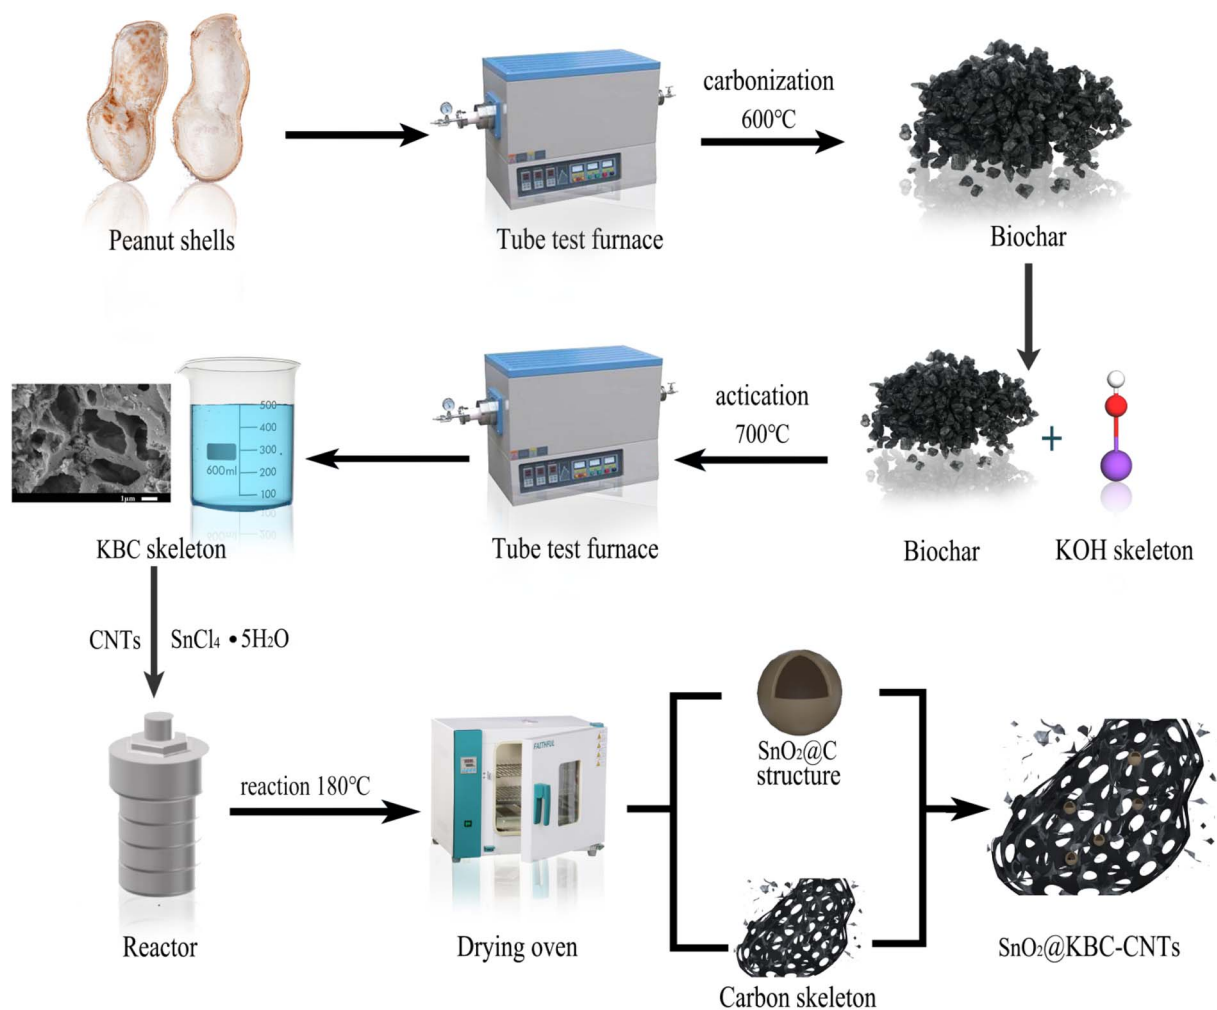 carbonization
600℃
Peanut shells
Tube test furnace
Biochar
actication
700℃
500
400
300
600ml
200
100
1μm
KBC skeleton
Tube test furnace
Biochar
KOH skeleton
CNTs
SnCl₄ • 5H₂O
reaction 180℃
FAITHFUL
SnO₂@C
structure
Reactor
Drying oven
Carbon skeleton
SnO₂@KBC-CNTs